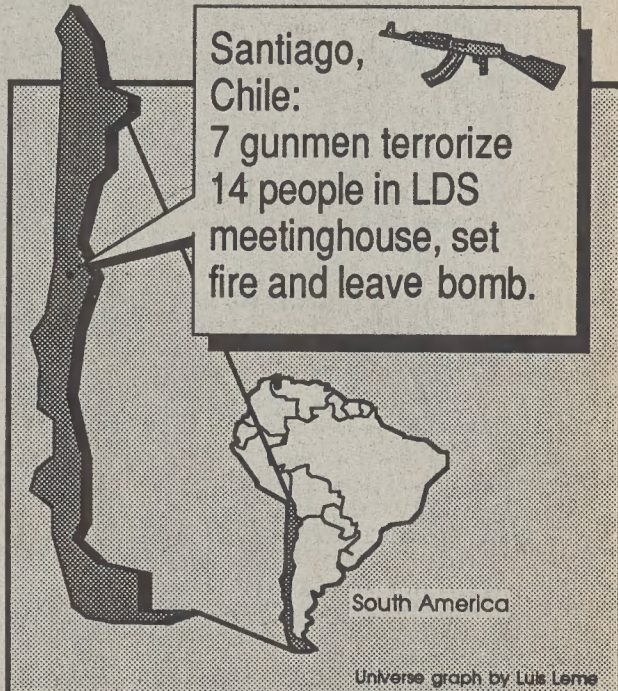 Santiago,
Chile:
7 gunmen terrorize
14 people in LDS
meetinghouse, set
fire and leave bomb.
South America
Universe graph by Luis Leme